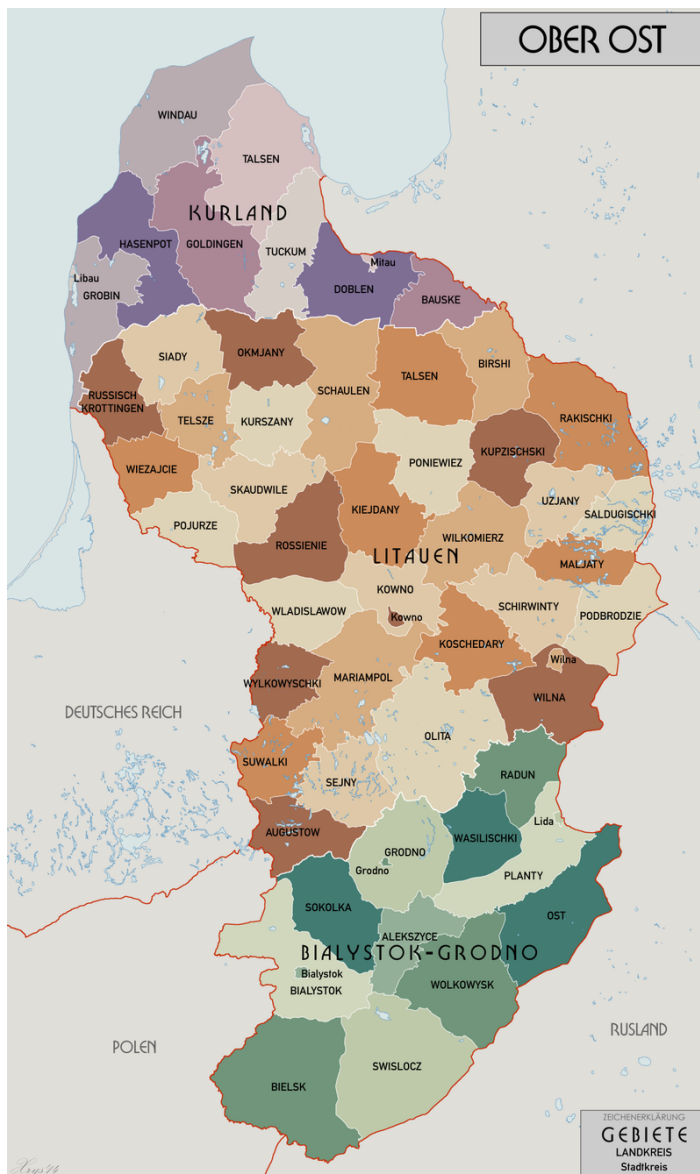 OBER OST
WINDAU
TALSEN
KURLAND
HASENPOT
GOLDINGEN
TUCKUM
Mitau
Libau
GROBIN
DOBLEN
BAUSKE
SIADY
OKMJANY
BIRSHI
RUSSISCH
KROTTINGEN
TELSZE
KURSZANY
SCHAULEN
TALSEN
RAKISCHKI
WIEZAJCIE
SKAUDWILE
PONIEWIEZ
KUPZISCHSKI
POJURZE
KIEJDANY
UZJANY
SALDUGISCHKI
ROSSIENIE
LITAUEN
WILKOMIERZ
MALJATY
WLADISLAWOW
KOWNO
Kowno
SCHIRWINTY
PODBRODZIE
KOSCHEDARY
Wilna
WYLKOWYSCHKI
MARIAMPOL
WILNA
DEUTSCHES REICH
OLITA
SUWALKI
SEJNY
RADUN
AUGUSTOW
Lida
GRODNO
WASILISCHKI
Grodno
PLANTY
SOKOLKA
OST
ALEKSZYCE
BIALYSTOK-GRODNO
Bialystok
BIALYSTOK
WOLKOWYSK
RUSLAND
POLEN
SWISLOCZ
BIELSK
ZEICHENERKLÄRUNG
GEBIETE
LANDKREIS
Stadtkreis